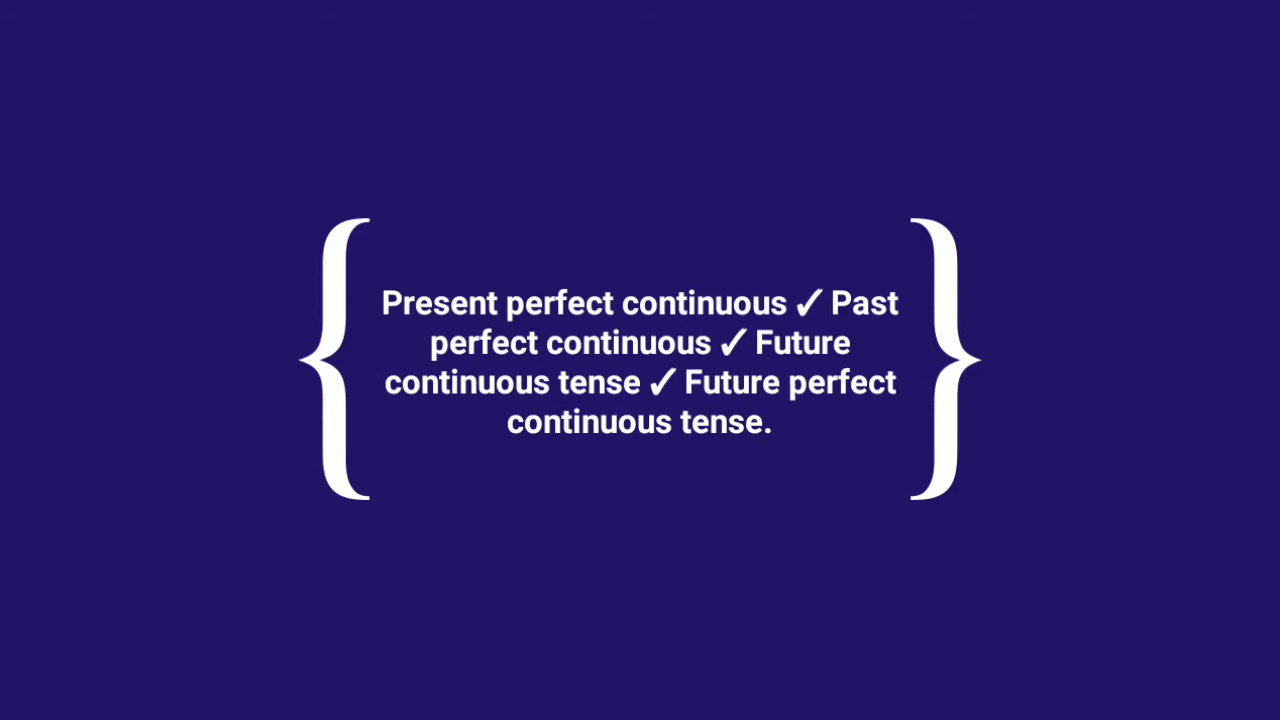 Present perfect continuous ✓ Past
perfect continuous ✓ Future
continuous tense ✓ Future perfect
continuous tense.